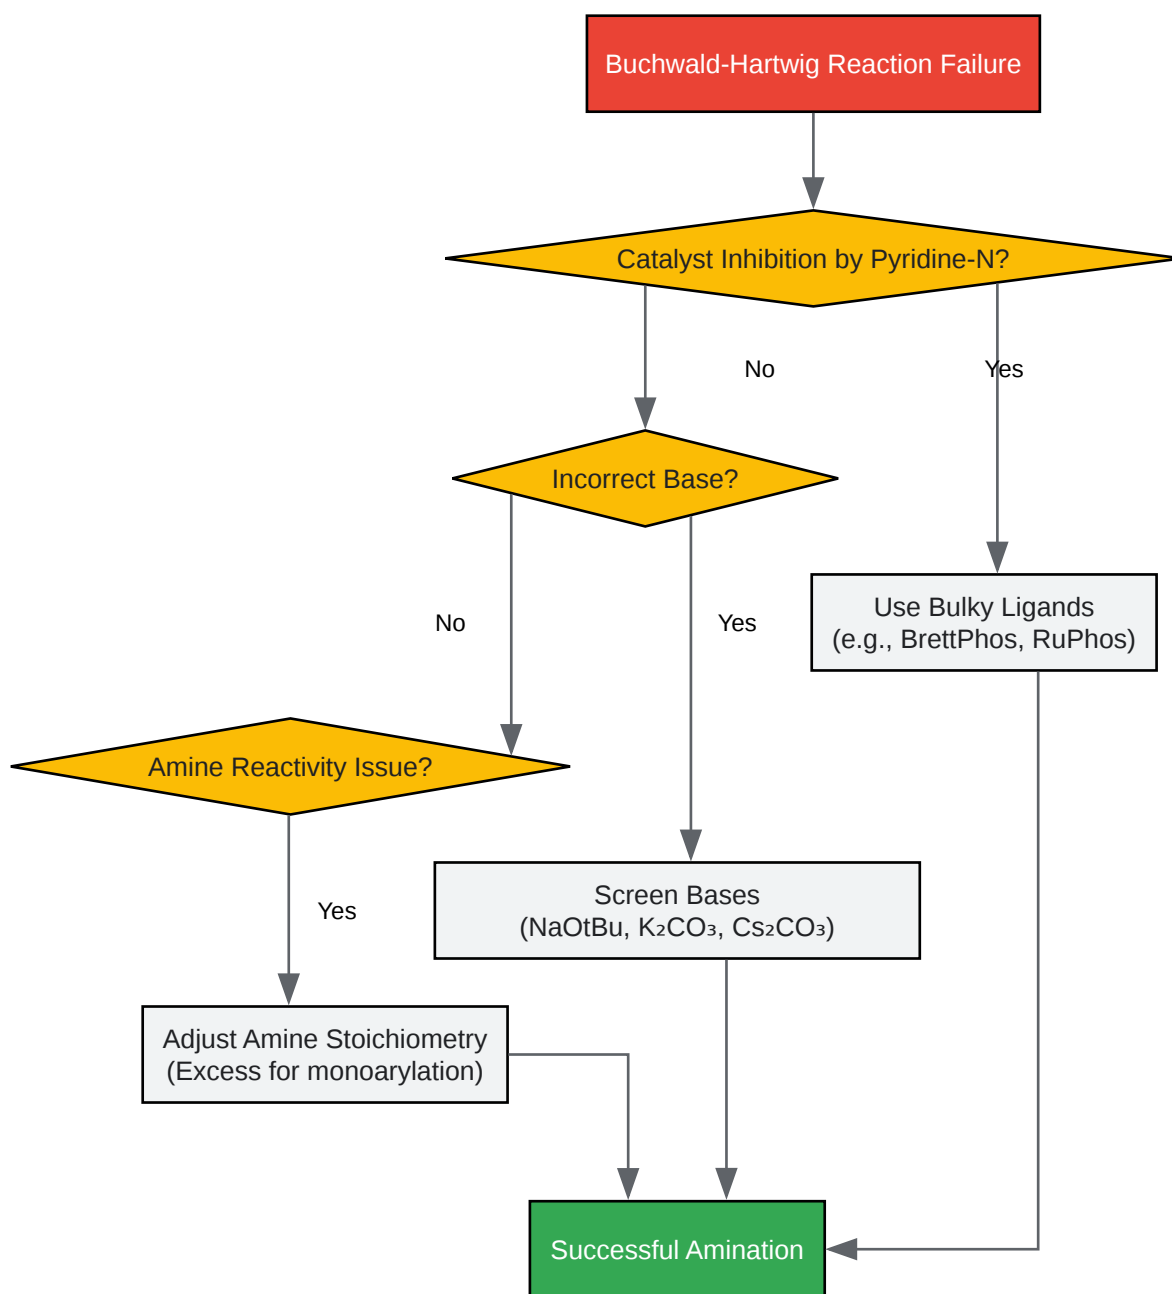 Buchwald-Hartwig Reaction Failure
Catalyst Inhibition by Pyridine-N?
No
Yes
Incorrect Base?
Use Bulky Ligands
(e.g., BrettPhos, RuPhos)
No
Yes
Amine Reactivity Issue?
Screen Bases
(NaOtBu, K₂CO₃, Cs₂CO₃)
Yes
Adjust Amine Stoichiometry
(Excess for monoarylation)
Successful Amination